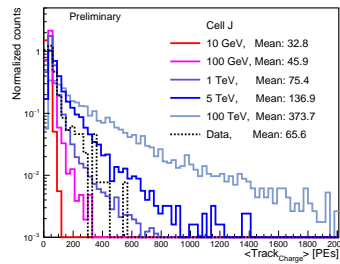 Preliminary
Cell J
10 GeV, Mean: 32.8
100 GeV, Mean: 45.9
1 TeV, Mean: 75.4
5 TeV, Mean: 136.9
100 TeV, Mean: 373.7
Data, Mean: 65.6
Normalized counts
1
10⁻¹
10⁻²
10⁻³
0 200 400 600 800 1000 1200 1400 1600 1800 2000
<Track_Charge> [PEs]